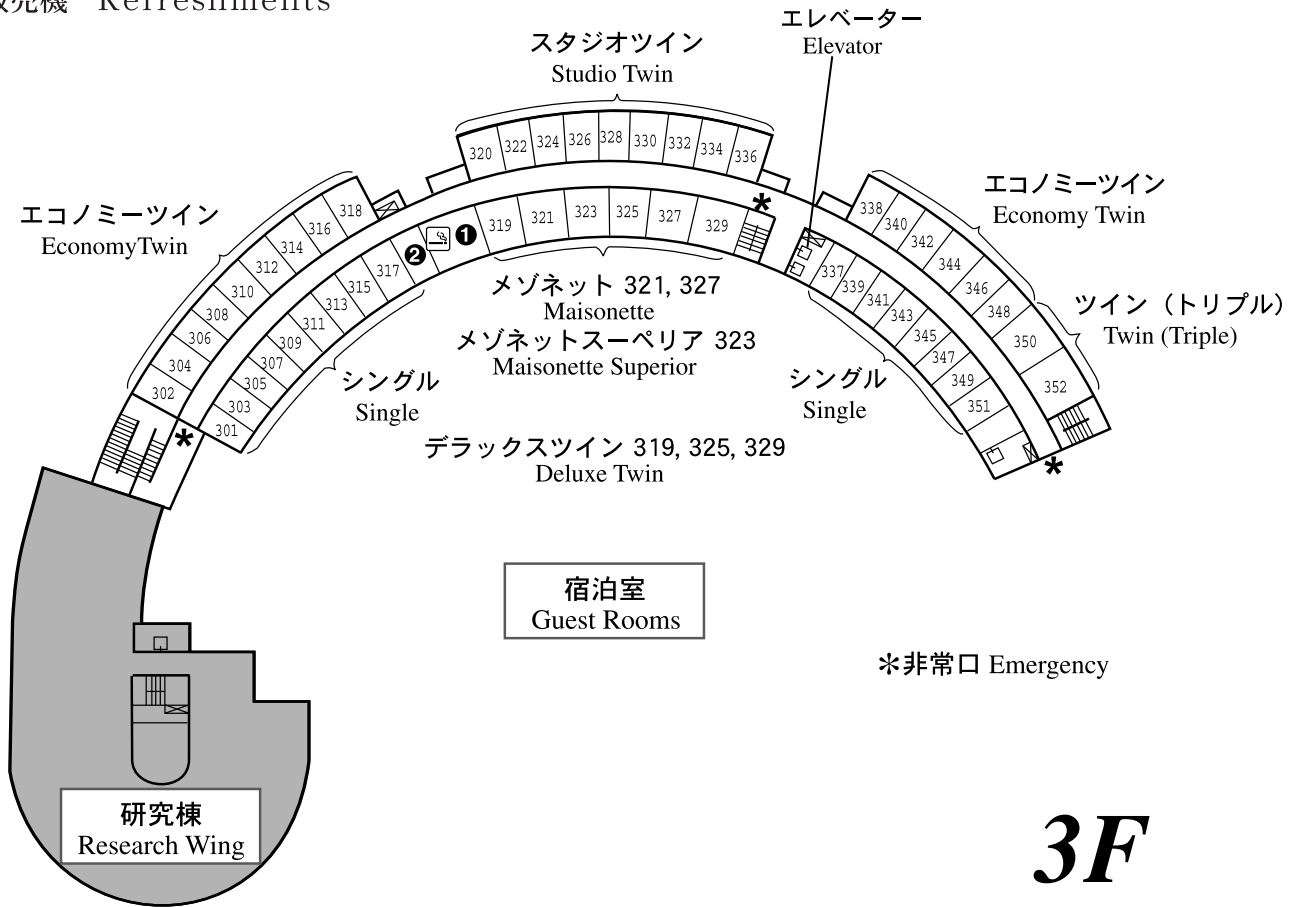 売機 Refreshments
エレベーター
Elevator
スタジオツイン
Studio Twin
320 322 324 326 328 330 332 334 336
エコノミーツイン
EconomyTwin
302 304 306 308 310 312 314 316 318
エコノミーツイン
Economy Twin
338 340 342 344 346 348
ツイン（トリプル）
Twin (Triple)
350 352
301 303 305 307 309 311 313 315 317
❷ ❶
319 321 323 325 327 329
337 339 341 343 345 347 349 351
シングル
Single
メゾネット 321, 327
Maisonette
メゾネットスーペリア 323
Maisonette Superior
シングル
Single
デラックスツイン 319, 325, 329
Deluxe Twin
宿泊室
Guest Rooms
＊非常口 Emergency
研究棟
Research Wing
3F